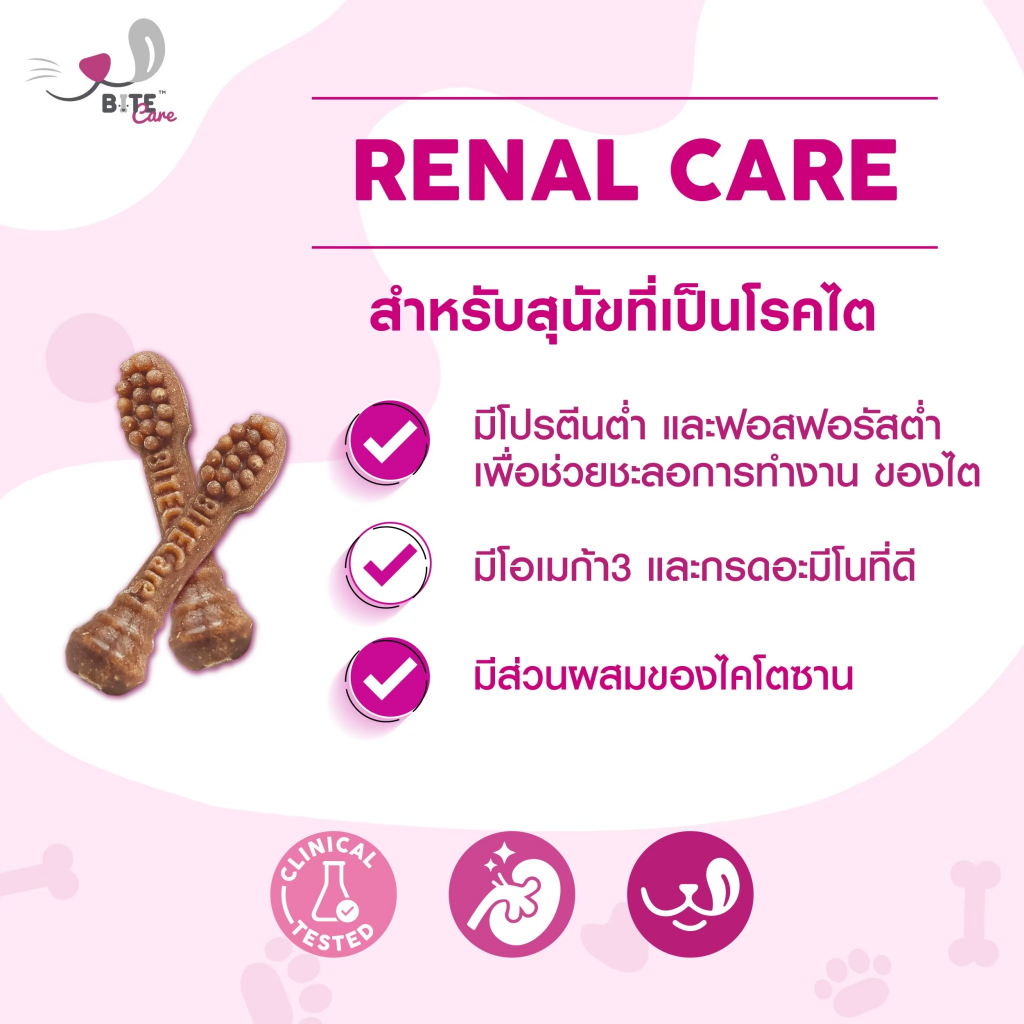 BITE™
Care
RENAL CARE
สำหรับสุนัขที่เป็นโรคไต
มีโปรตีนต่ำ และฟอสฟอรัสต่ำ
เพื่อช่วยชะลอการทำงาน ของไต
มีโอเมก้า3 และกรดอะมีโนที่ดี
มีส่วนผสมของไคโตซาน
BITECare
BITECare
CLINICAL
TESTED